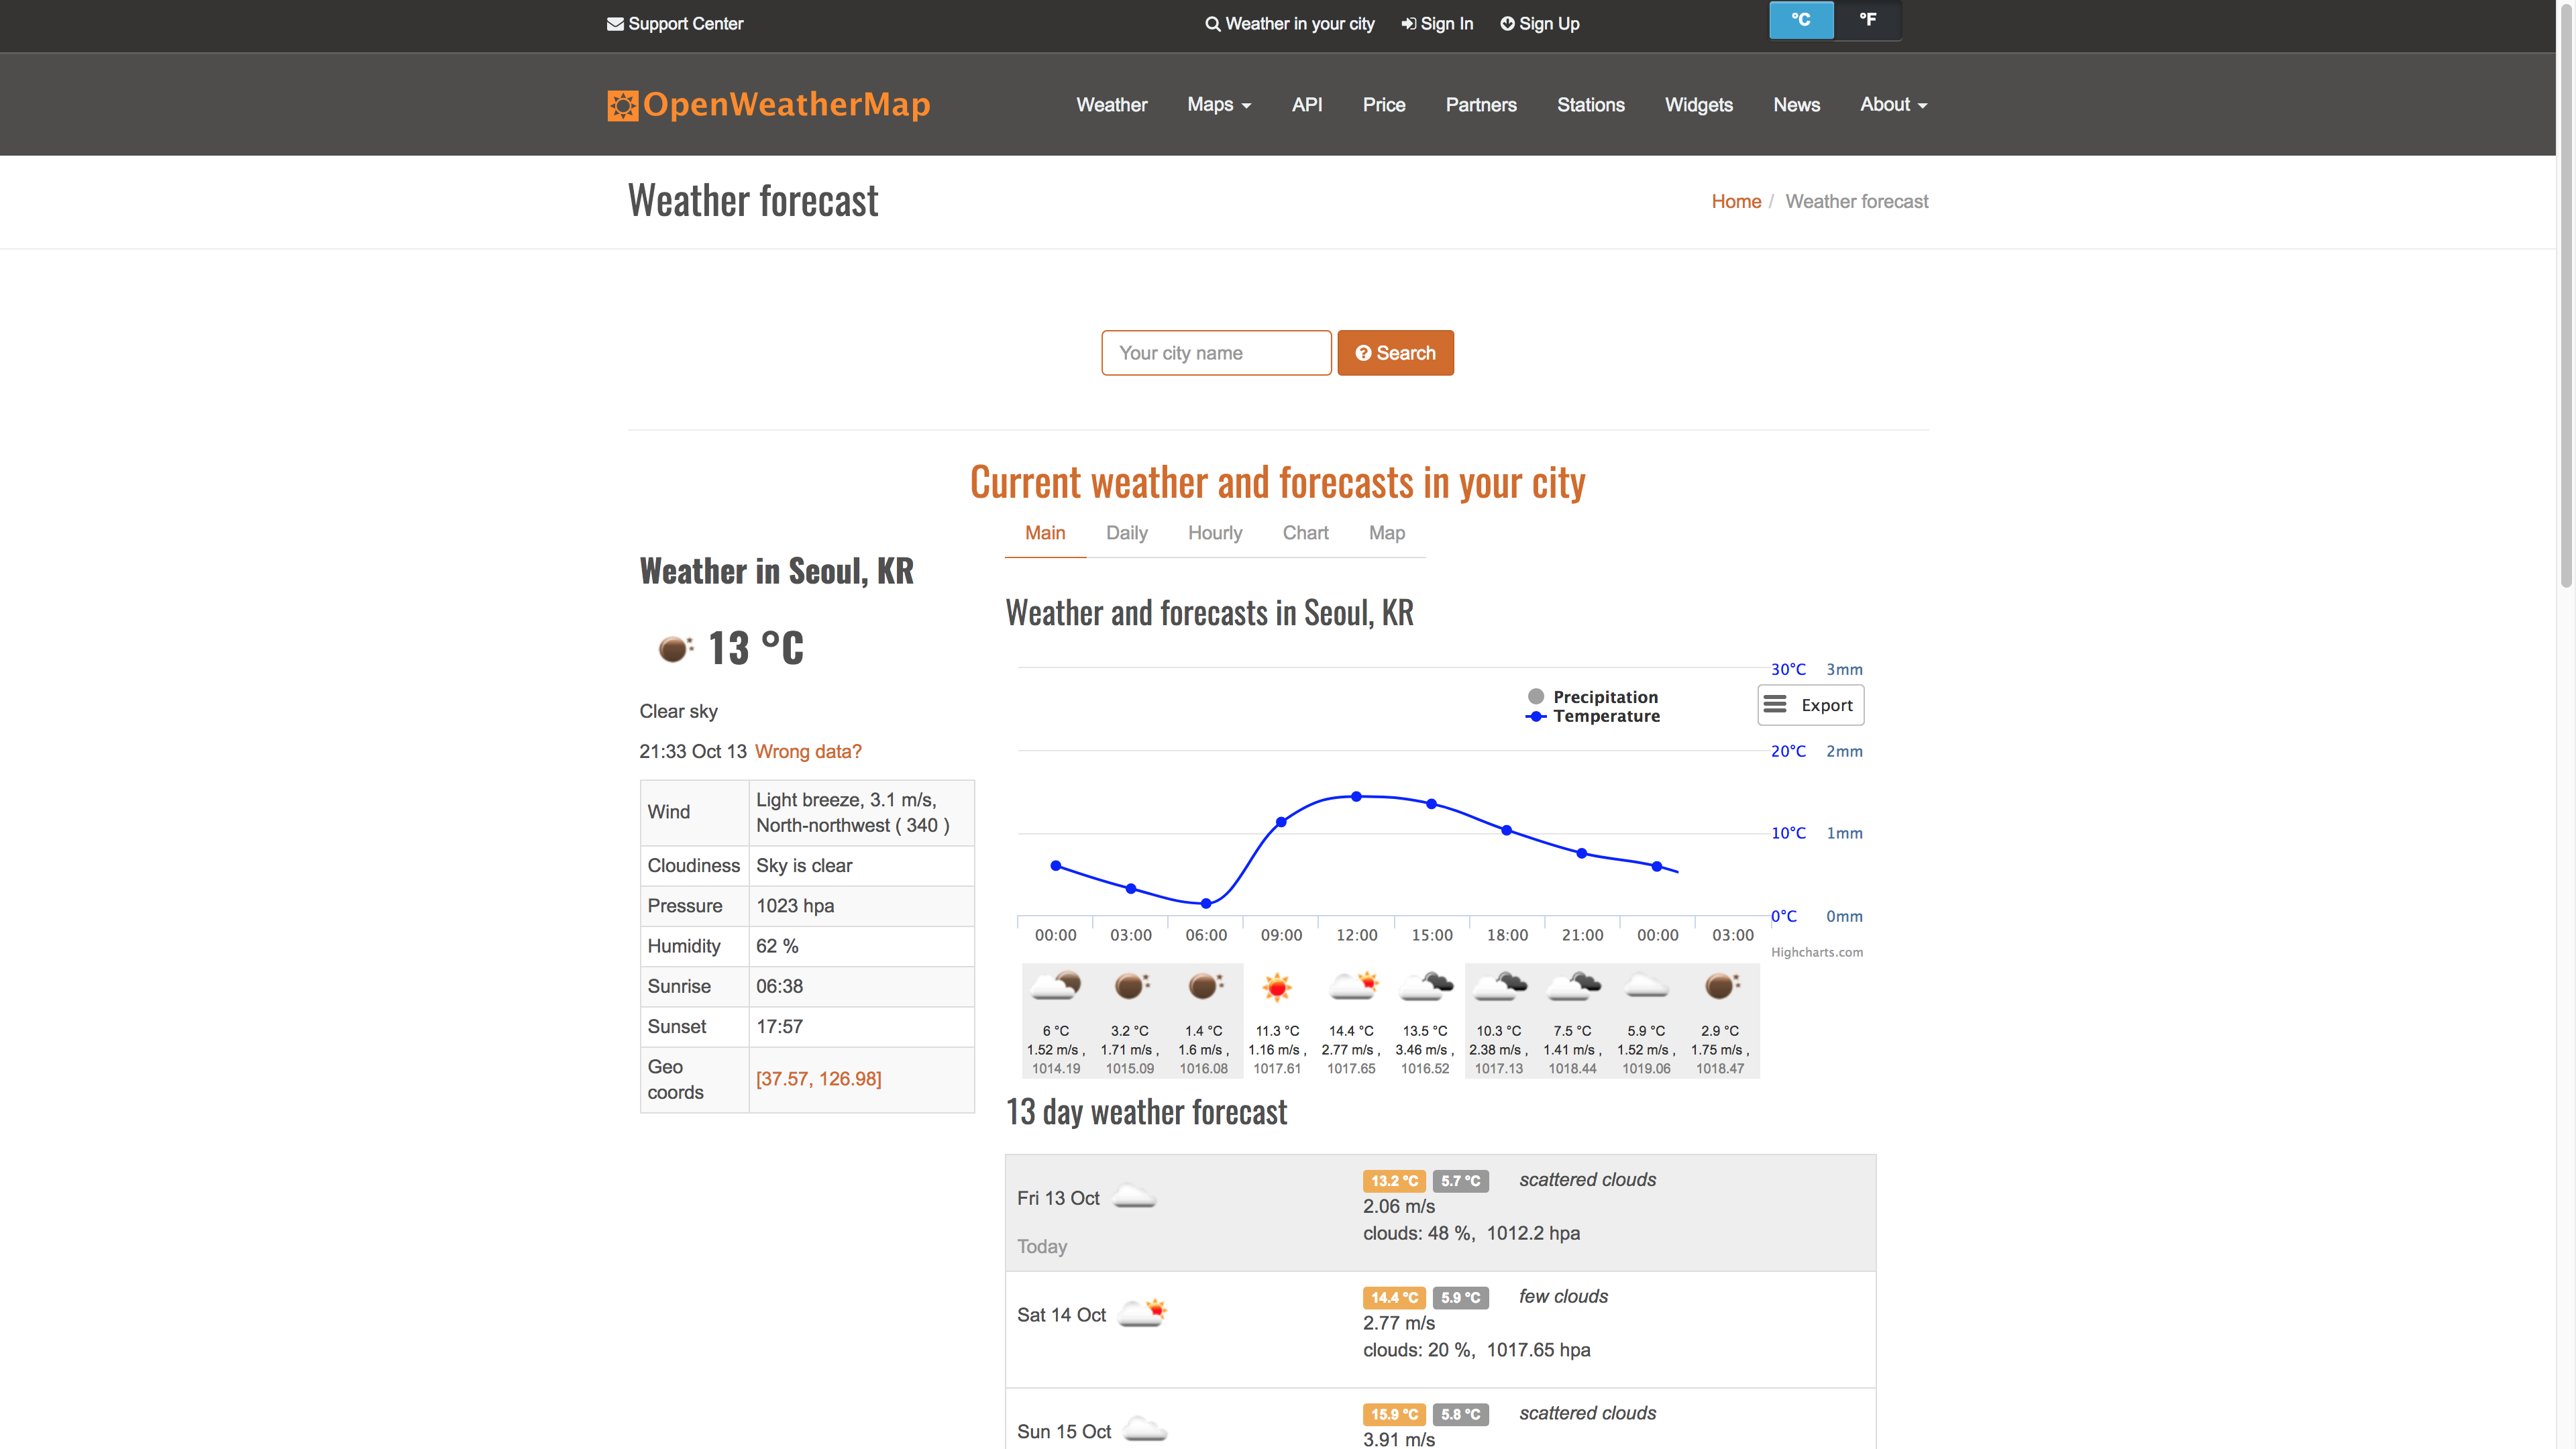 Support Center
Weather in your city Sign In Sign Up
°C °F
OpenWeatherMap
Weather Maps API Price Partners Stations Widgets News About
Weather forecast
Home / Weather forecast
Your city name
Search
Current weather and forecasts in your city
Main Daily Hourly Chart Map
Weather in Seoul, KR
13 °C
Clear sky
21:33 Oct 13 Wrong data?
Wind Light breeze, 3.1 m/s,
North-northwest ( 340 )
Cloudiness Sky is clear
Pressure 1023 hpa
Humidity 62 %
Sunrise 06:38
Sunset 17:57
Geo
coords
[37.57, 126.98]
Weather and forecasts in Seoul, KR
30°C 3mm
Precipitation
Temperature
Export
20°C 2mm
10°C 1mm
0°C 0mm
00:00 03:00 06:00 09:00 12:00 15:00 18:00 21:00 00:00 03:00
Highcharts.com
6 °C 3.2 °C 1.4 °C 11.3 °C 14.4 °C 13.5 °C 10.3 °C 7.5 °C 5.9 °C 2.9 °C
1.52 m/s , 1.71 m/s , 1.6 m/s , 1.16 m/s , 2.77 m/s , 3.46 m/s , 2.38 m/s , 1.41 m/s , 1.52 m/s , 1.75 m/s ,
1014.19 1015.09 1016.08 1017.61 1017.65 1016.52 1017.13 1018.44 1019.06 1018.47
13 day weather forecast
Fri 13 Oct
Today
13.2 °C 5.7 °C scattered clouds
2.06 m/s
clouds: 48 %, 1012.2 hpa
Sat 14 Oct
14.4 °C 5.9 °C few clouds
2.77 m/s
clouds: 20 %, 1017.65 hpa
Sun 15 Oct
15.9 °C 5.8 °C scattered clouds
3.91 m/s